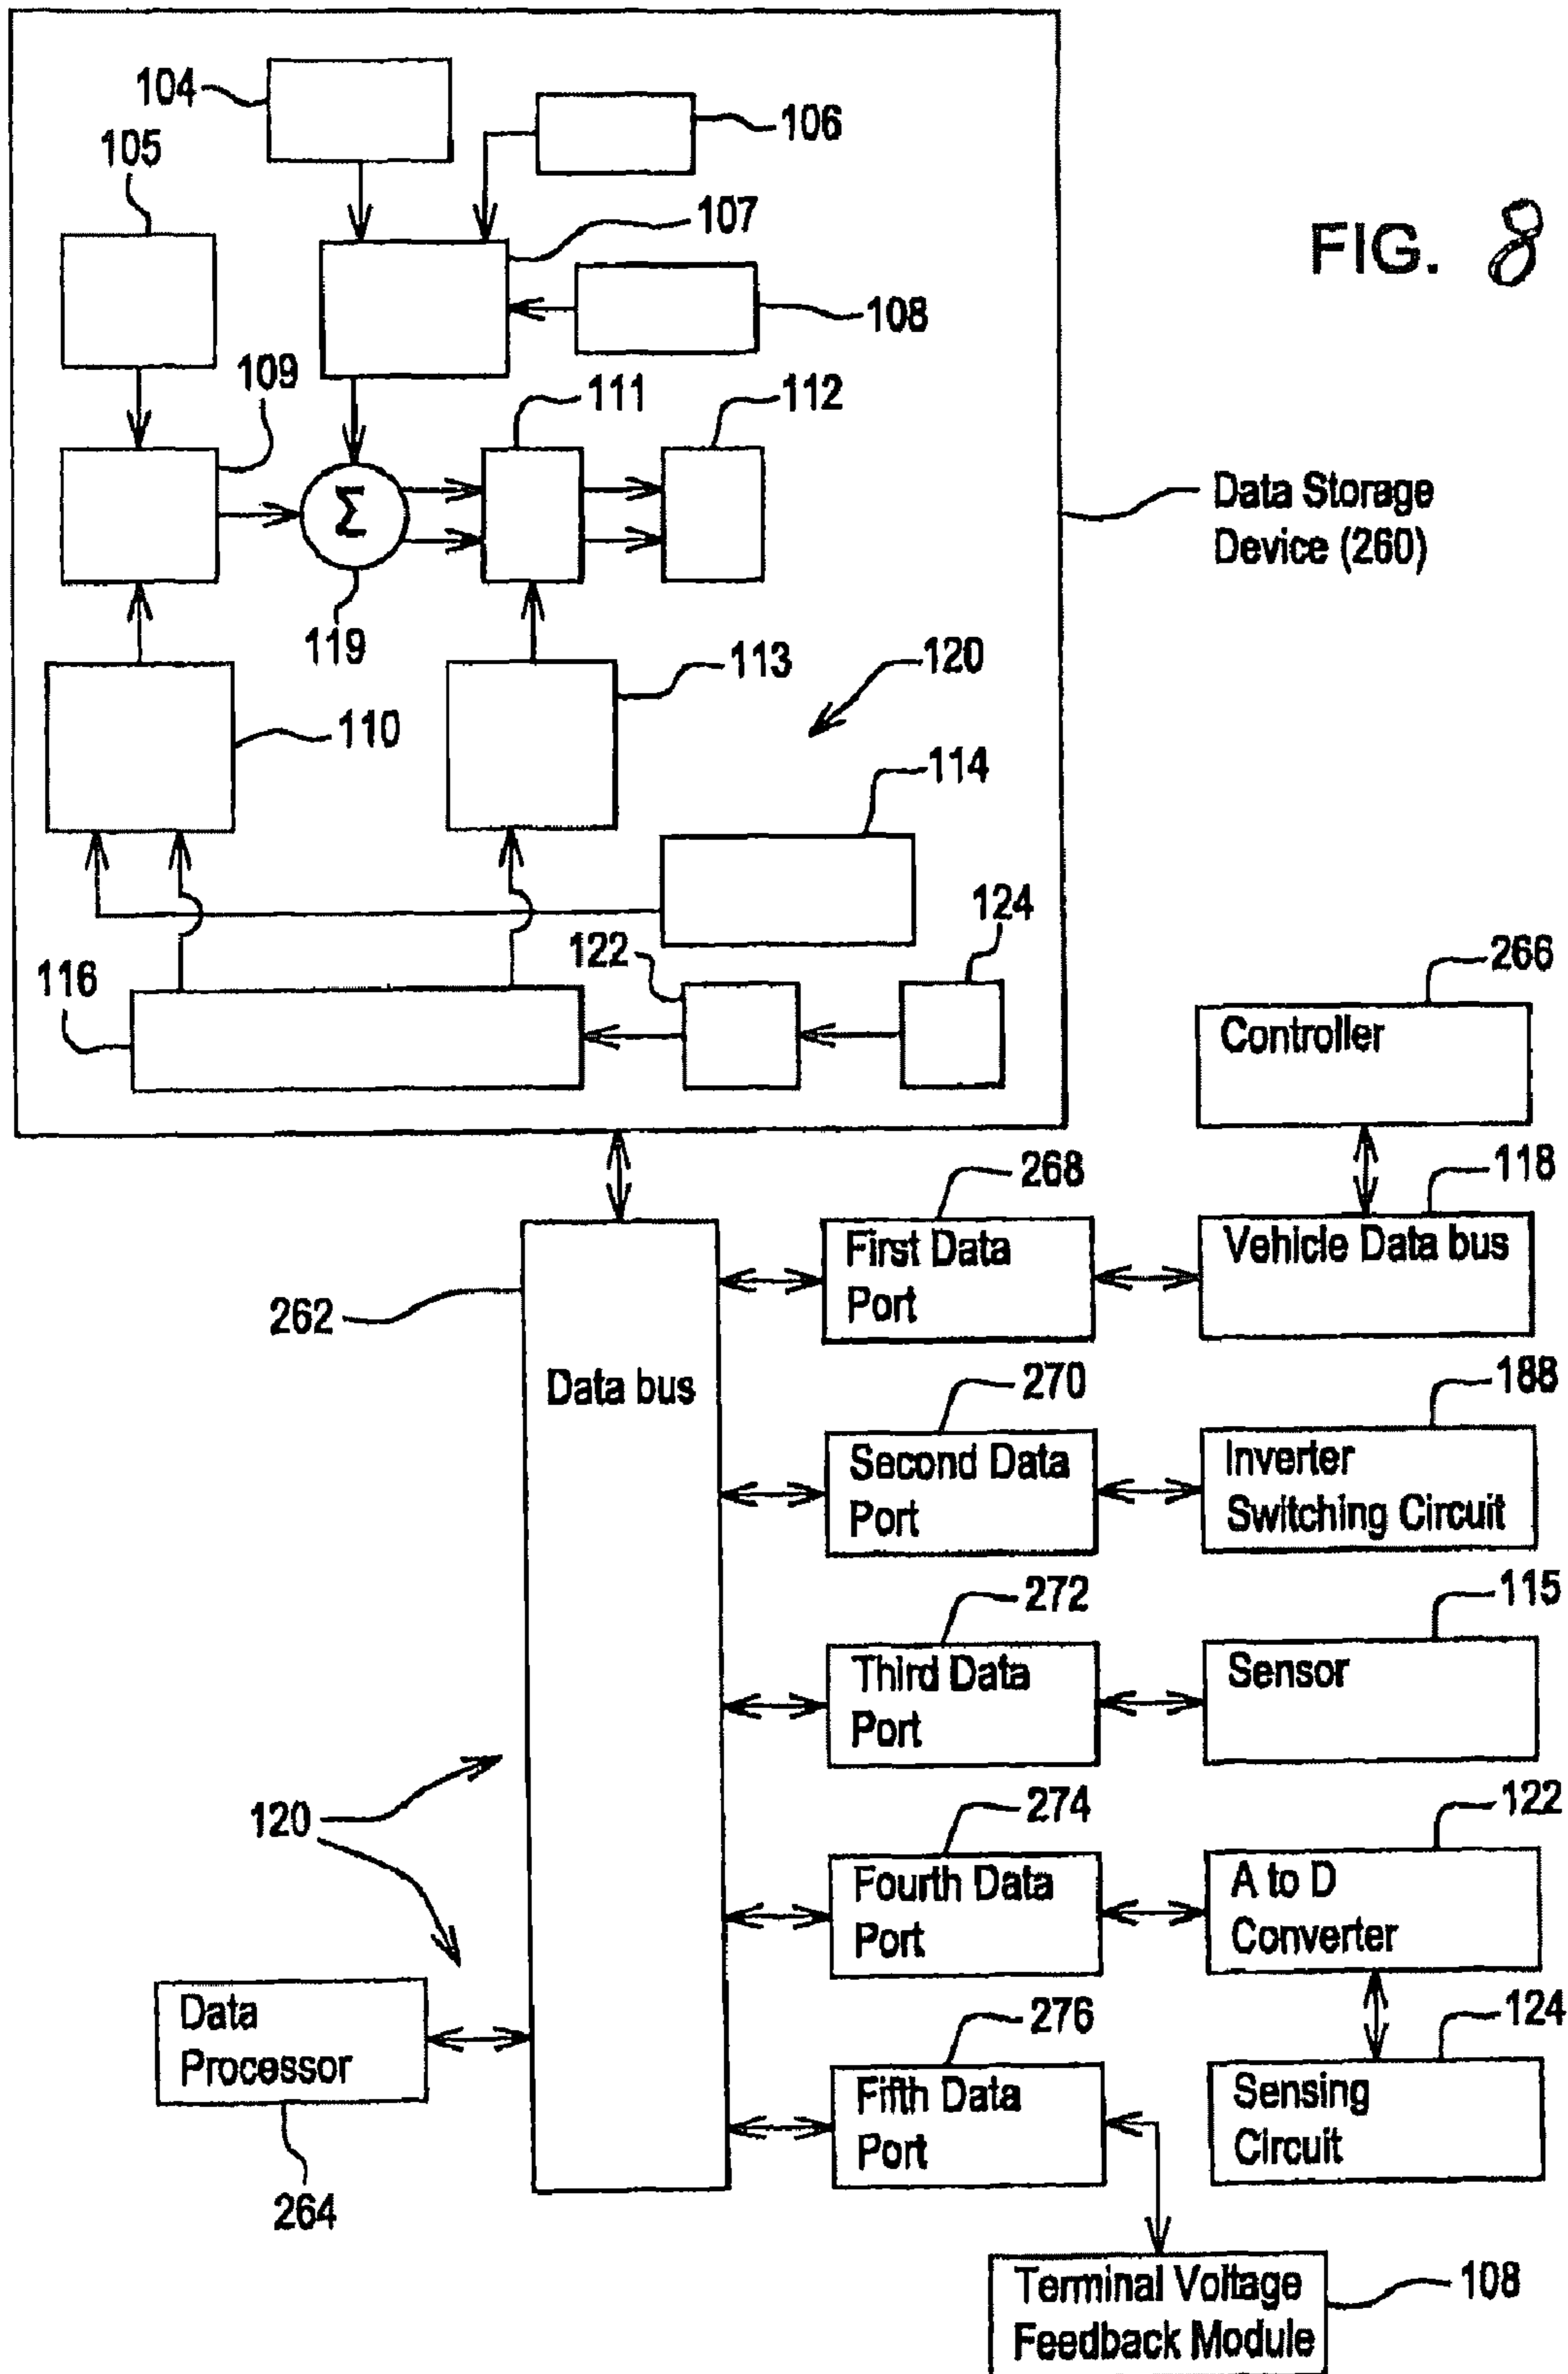 104
106
105
107
FIG. 8
108
109
111
112
Σ
Data Storage
Device (260)
119
113
120
110
114
124
122
116
266
Controller
268
118
First Data
Port
Vehicle Data bus
262
Data bus
270
188
Second Data
Port
Inverter
Switching Circuit
272
115
Third Data
Port
Sensor
120
274
122
Fourth Data
Port
A to D
Converter
Data
Processor
276
124
Fifth Data
Port
Sensing
Circuit
264
Terminal Voltage
Feedback Module
108